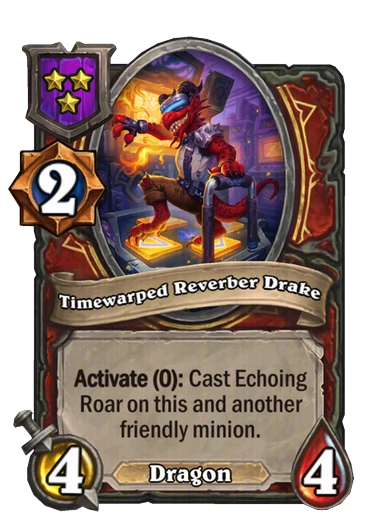 2
Timewarped Reverber Drake
Activate (0): Cast Echoing
Roar on this and another
friendly minion.
4
Dragon
4